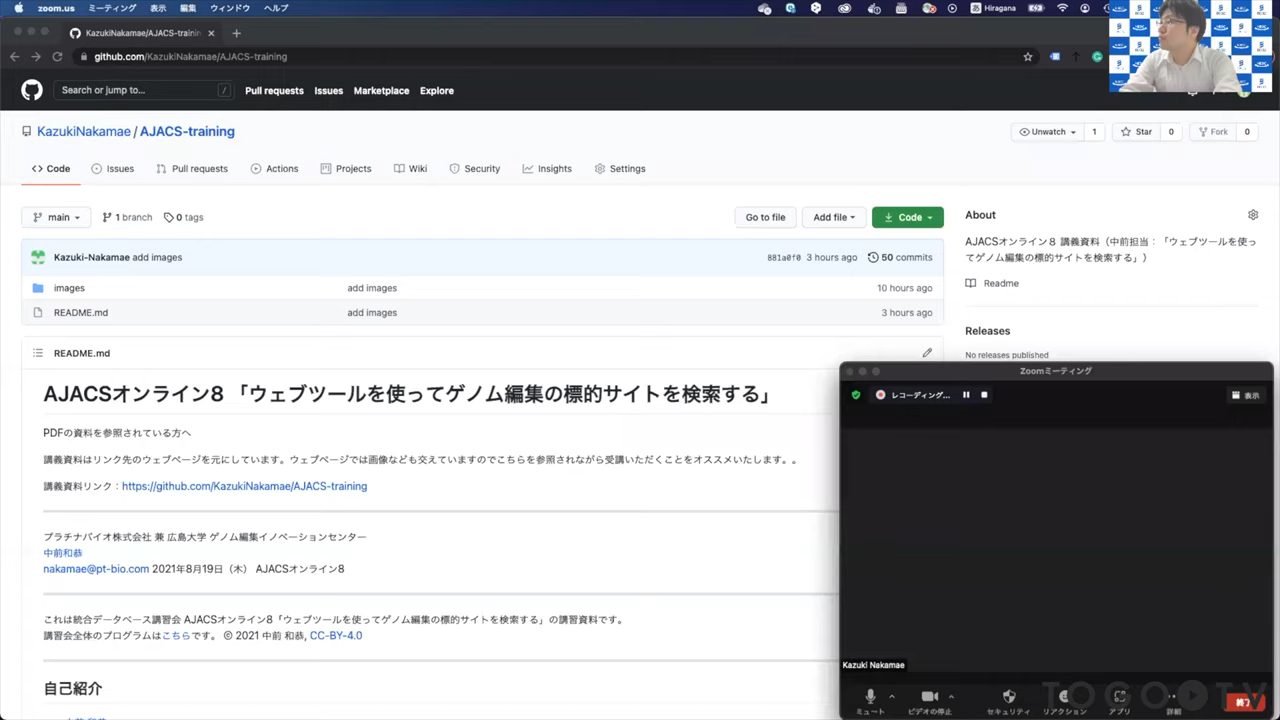 zoom.us ミーティング 表示 編集 ウィンドウ ヘルプ
Hiragana
KazukiNakamae/AJACS-trainin
github.com/KazukiNakamae/AJACS-training
Search or jump to...
/
Pull requests Issues Marketplace Explore
KazukiNakamae / AJACS-training
Unwatch 1 Star 0 Fork 0
Code Issues Pull requests Actions Projects Wiki Security Insights Settings
main 1 branch 0 tags
Go to file Add file Code
Kazuki-Nakamae add images 881a0f0 3 hours ago 50 commits
images add images 10 hours ago
README.md add images 3 hours ago
About
AJACSオンライン8 講義資料（中前担当：「ウェブツールを使っ
てゲノム編集の標的サイトを検索する」）
Readme
Releases
No releases published
README.md
AJACSオンライン8 「ウェブツールを使ってゲノム編集の標的サイトを検索する」
PDFの資料を参照されている方へ
講義資料はリンク先のウェブページを元にしています。ウェブページでは画像なども交えていますのでこちらを参照されながら受講いただくことをオススメいたします。。
講義資料リンク：https://github.com/KazukiNakamae/AJACS-training
プラチナバイオ株式会社 兼 広島大学 ゲノム編集イノベーションセンター
中前和恭
nakamae@pt-bio.com 2021年8月19日（木） AJACSオンライン8
これは統合データベース講習会 AJACSオンライン8「ウェブツールを使ってゲノム編集の標的サイトを検索する」の講習資料です。
講習会全体のプログラムはこちらです。 © 2021 中前 和恭, CC-BY-4.0
自己紹介
Zoomミーティング
レコーディング...
表示
Kazuki Nakamae
ミュート ビデオの停止 セキュリティ リアクション アプリ 詳細 終了
TOGO TV